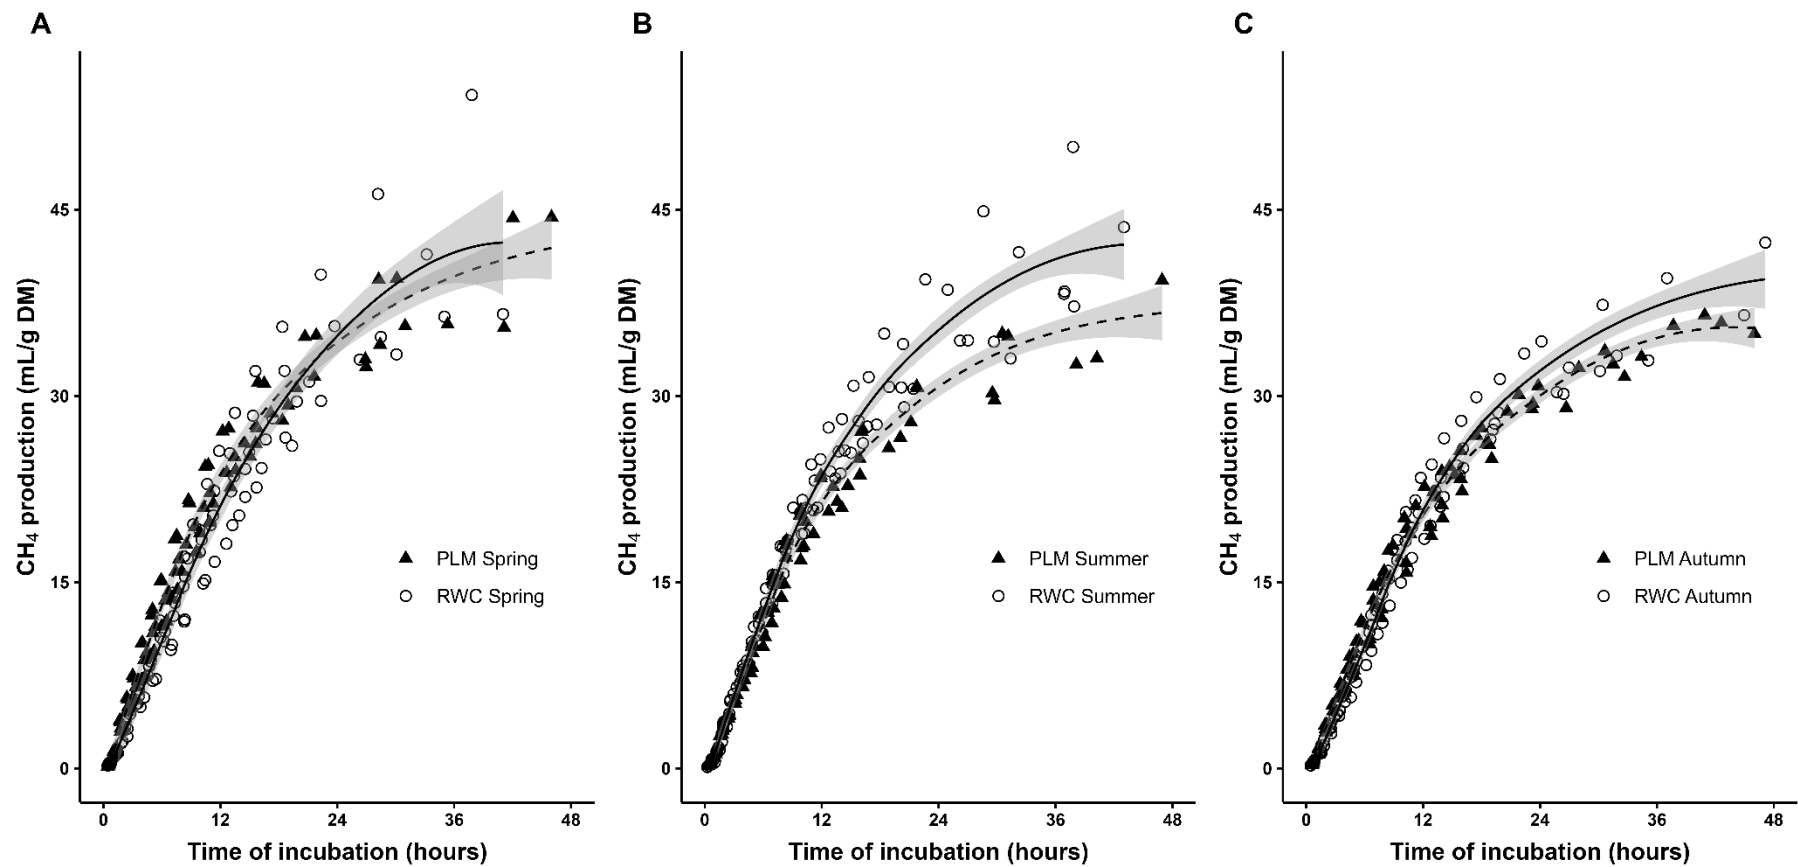 A
CH4 production (mL/g DM)
45
30
15
0
PLM Spring
RWC Spring
0 12 24 36 48
Time of incubation (hours)
B
CH4 production (mL/g DM)
45
30
15
0
PLM Summer
RWC Summer
0 12 24 36 48
Time of incubation (hours)
C
CH4 production (mL/g DM)
45
30
15
0
PLM Autumn
RWC Autumn
0 12 24 36 48
Time of incubation (hours)